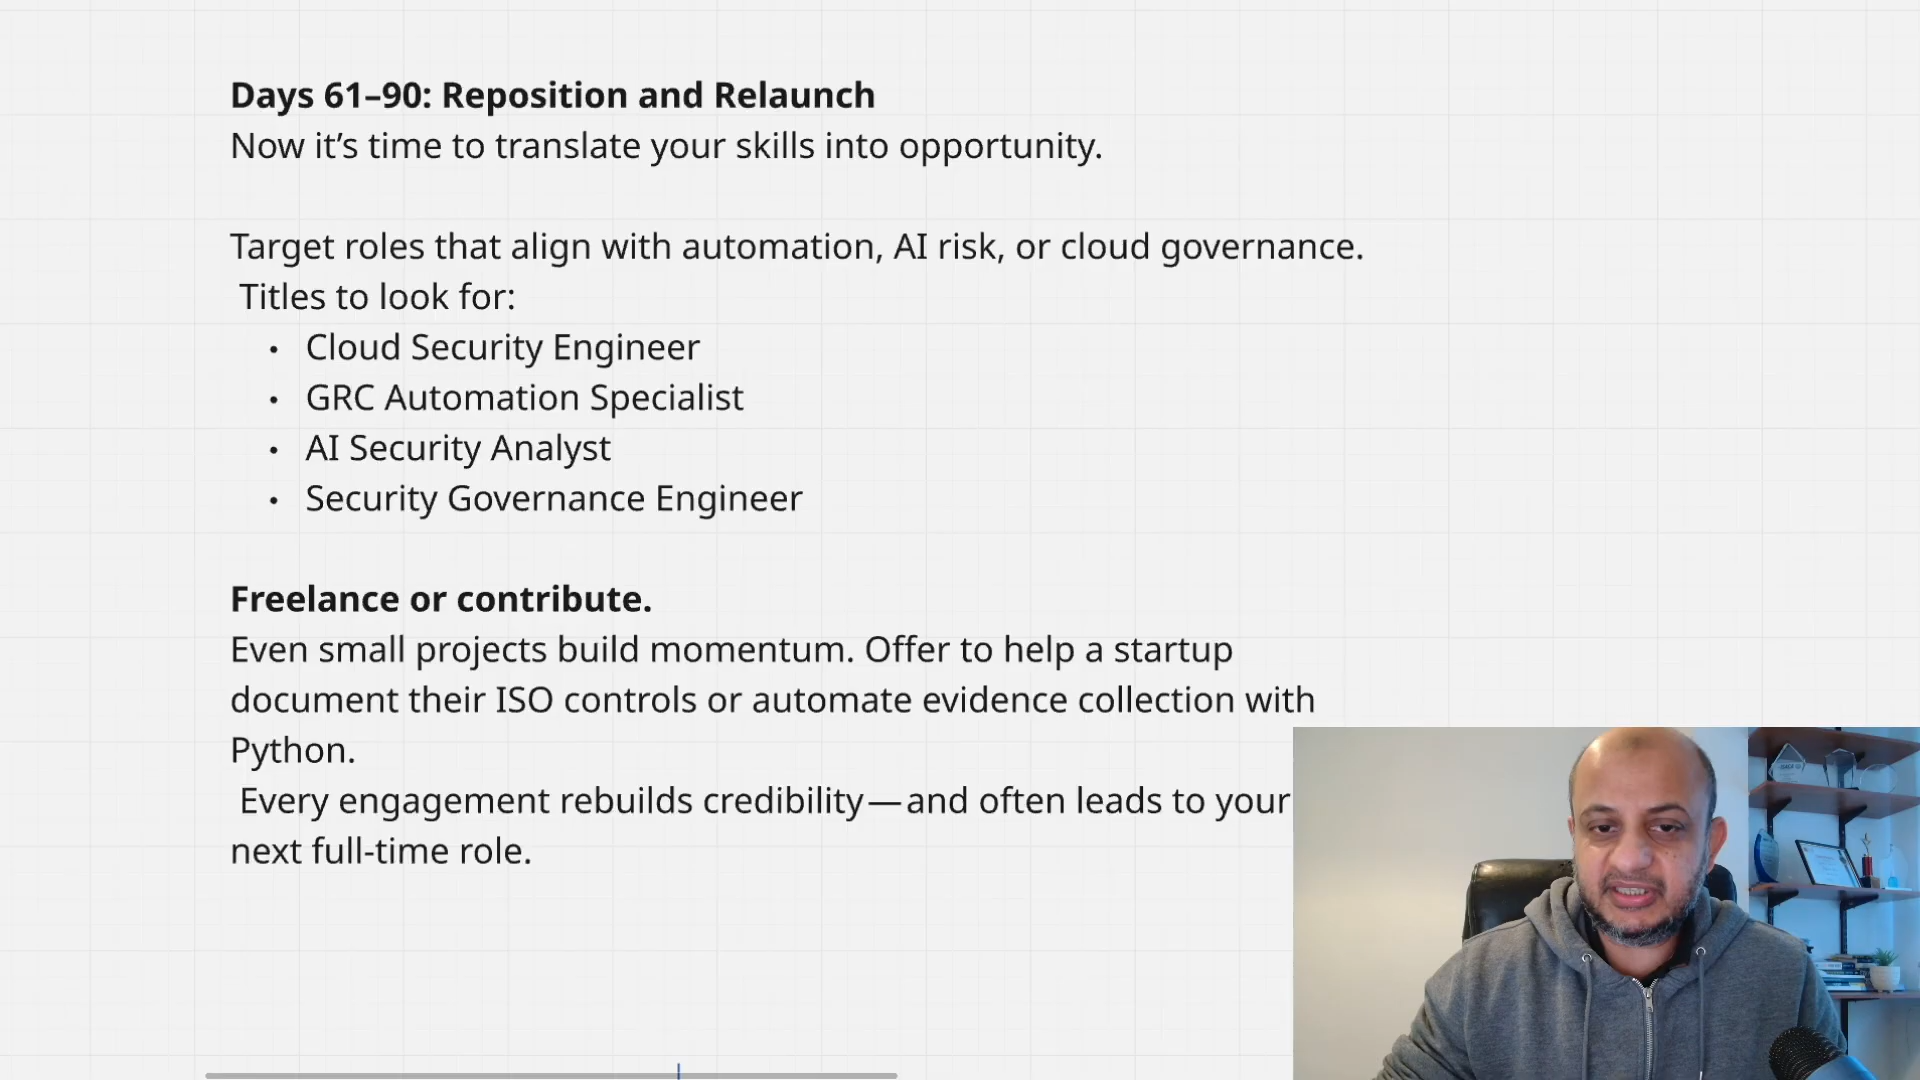 Days 61–90: Reposition and Relaunch
Now it’s time to translate your skills into opportunity.
Target roles that align with automation, AI risk, or cloud governance.
Titles to look for:
• Cloud Security Engineer
• GRC Automation Specialist
• AI Security Analyst
• Security Governance Engineer
Freelance or contribute.
Even small projects build momentum. Offer to help a startup
document their ISO controls or automate evidence collection with
Python.
Every engagement rebuilds credibility—and often leads to your
next full-time role.